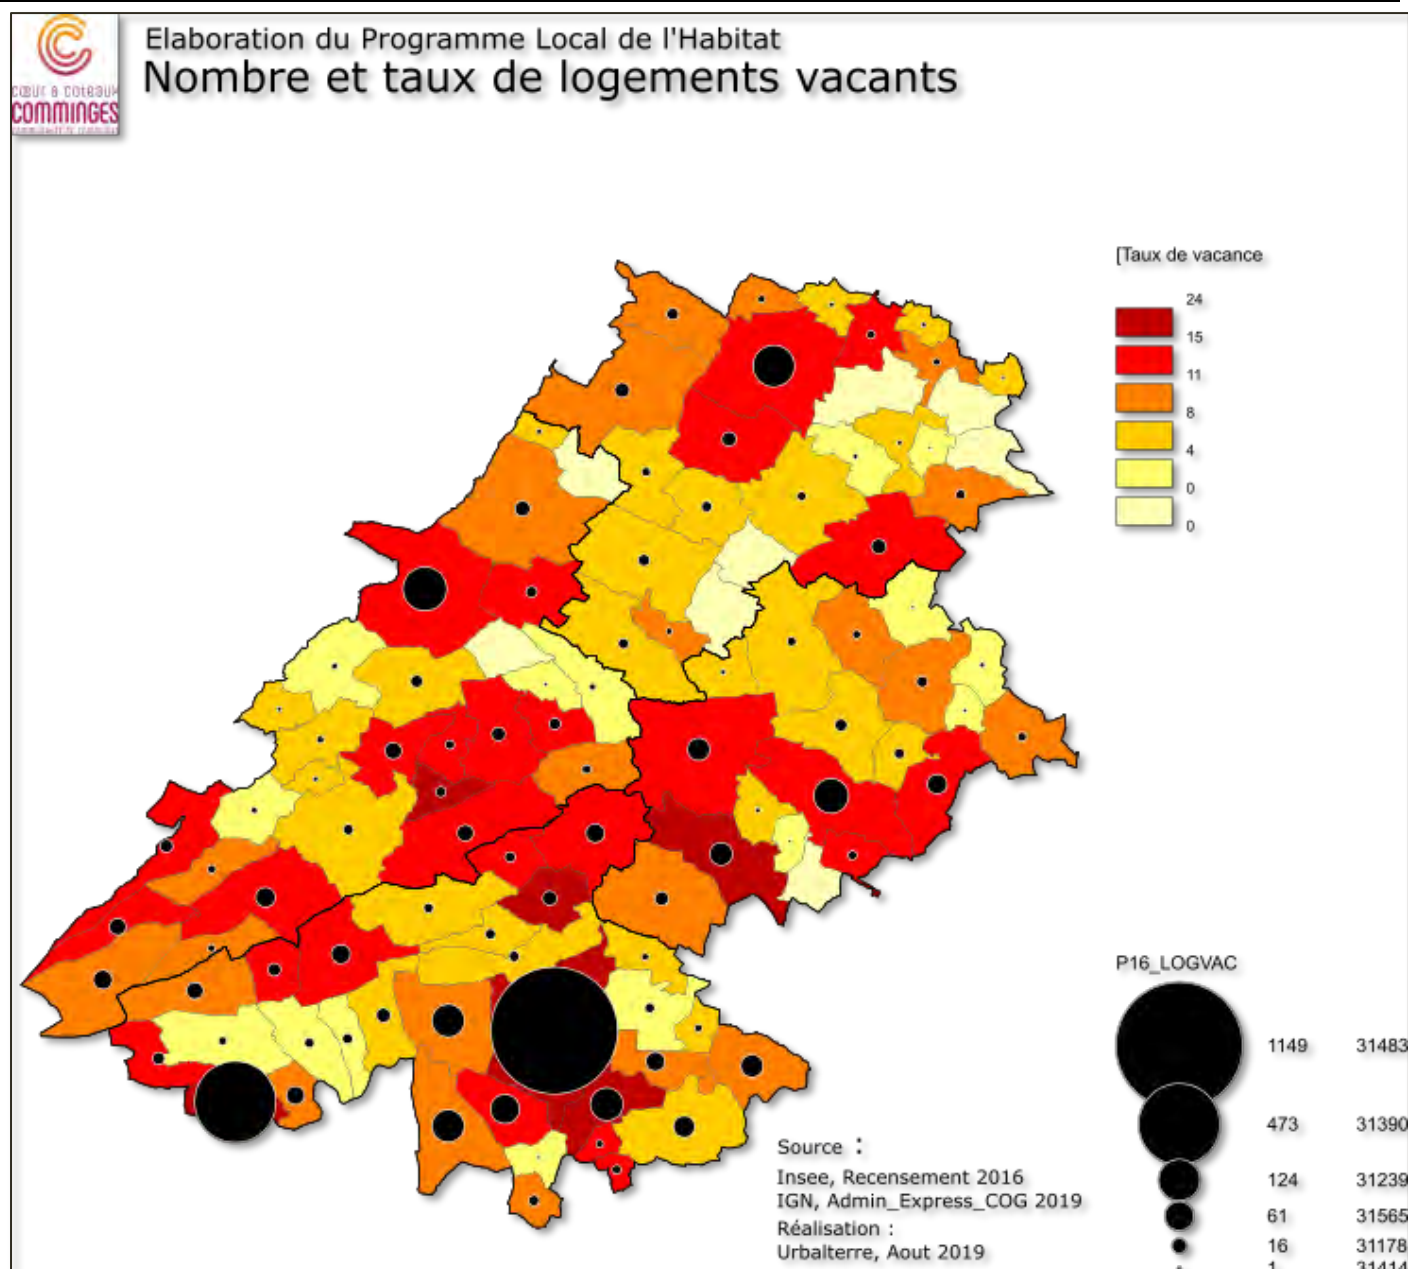 Elaboration du Programme Local de l'Habitat
Nombre et taux de logements vacants
cœur & coteaux
COMMINGES
[Taux de vacance
24
15
11
8
4
0
0
P16_LOGVAC
1149 31483
473 31390
124 31239
61 31565
16 31178
1 31414
Source :
Insee, Recensement 2016
IGN, Admin_Express_COG 2019
Réalisation :
Urbalterre, Aout 2019